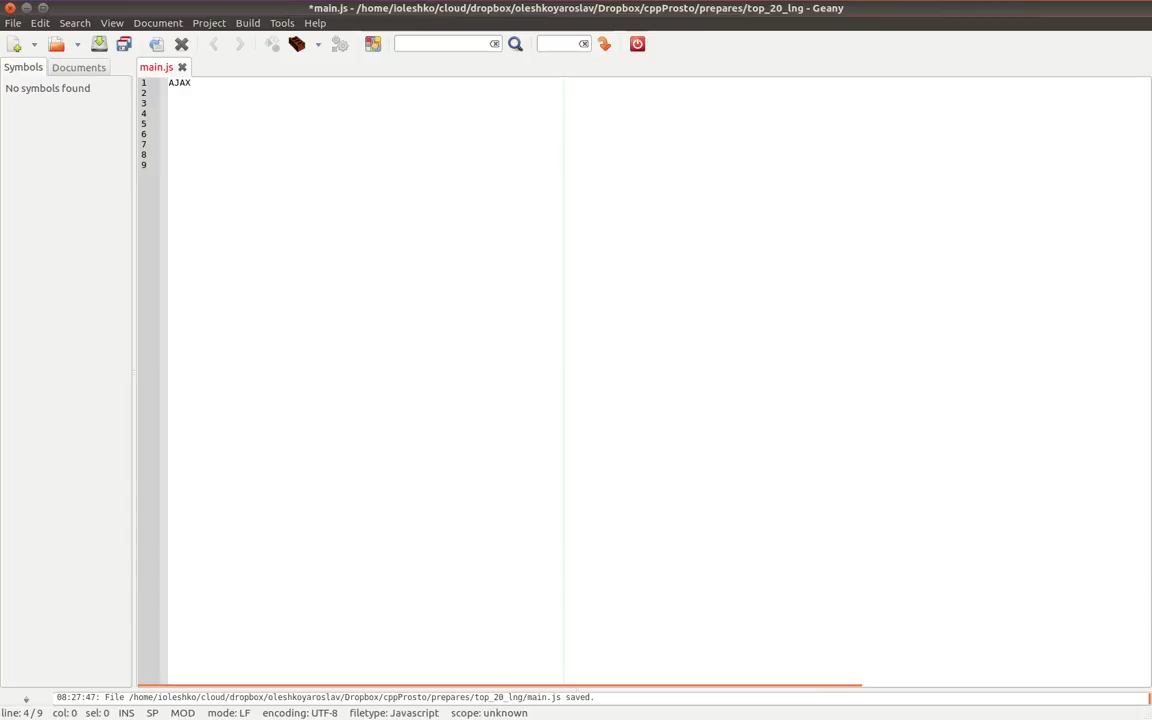 *main.js - /home/ioleshko/cloud/dropbox/oleshkoyaroslav/Dropbox/cppProsto/prepares/top_20_lng - Geany
File Edit Search View Document Project Build Tools Help
Symbols Documents main.js
No symbols found
1 AJAX
2
3
4
5
6
7
8
9
08:27:47: File /home/ioleshko/cloud/dropbox/oleshkoyaroslav/Dropbox/cppProsto/prepares/top_20_lng/main.js saved.
line: 4 / 9 col: 0 sel: 0 INS SP MOD mode: LF encoding: UTF-8 filetype: Javascript scope: unknown